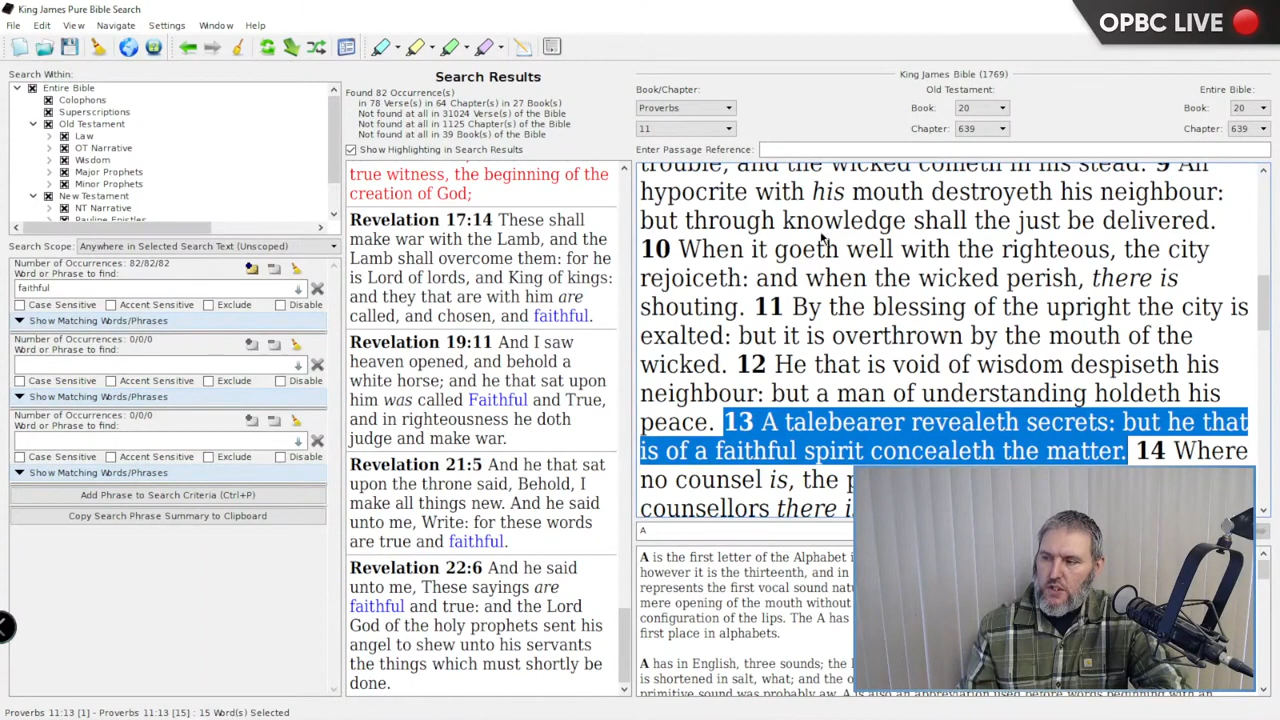 King James Pure Bible Search
OPBC LIVE
File Edit View Navigate Settings Window Help
Search Within:
Entire Bible
Colophons
Superscriptions
Old Testament
Law
OT Narrative
Wisdom
Major Prophets
Minor Prophets
New Testament
NT Narrative
Pauline Epistles
Search Scope: Anywhere in Selected Search Text (Unscoped)
Number of Occurrences: 82/82/82
Word or Phrase to find:
faithful
Case Sensitive Accent Sensitive Exclude Disable
Show Matching Words/Phrases
Number of Occurrences: 0/0/0
Word or Phrase to find:
Case Sensitive Accent Sensitive Exclude Disable
Show Matching Words/Phrases
Number of Occurrences: 0/0/0
Word or Phrase to find:
Case Sensitive Accent Sensitive Exclude Disable
Show Matching Words/Phrases
Add Phrase to Search Criteria (Ctrl+P)
Copy Search Phrase Summary to Clipboard
Search Results
Found 82 Occurrence(s)
in 78 Verse(s) in 64 Chapter(s) in 27 Book(s)
Not found at all in 31024 Verse(s) of the Bible
Not found at all in 1125 Chapter(s) of the Bible
Not found at all in 39 Book(s) of the Bible
Show Highlighting in Search Results
true witness, the beginning of the
creation of God;
Revelation 17:14 These shall
make war with the Lamb, and the
Lamb shall overcome them: for he
is Lord of lords, and King of kings:
and they that are with him are
called, and chosen, and faithful.
Revelation 19:11 And I saw
heaven opened, and behold a
white horse; and he that sat upon
him was called Faithful and True,
and in righteousness he doth
judge and make war.
Revelation 21:5 And he that sat
upon the throne said, Behold, I
make all things new. And he said
unto me, Write: for these words
are true and faithful.
Revelation 22:6 And he said
unto me, These sayings are
faithful and true: and the Lord
God of the holy prophets sent his
angel to shew unto his servants
the things which must shortly be
done.
King James Bible (1769)
Book/Chapter: Old Testament: Entire Bible:
Proverbs Book: 20 Book: 20
11 Chapter: 639 Chapter: 639
Enter Passage Reference:
trouble, and the wicked cometh in his stead. 9 An
hypocrite with his mouth destroyeth his neighbour:
but through knowledge shall the just be delivered.
10 When it goeth well with the righteous, the city
rejoiceth: and when the wicked perish, there is
shouting. 11 By the blessing of the upright the city is
exalted: but it is overthrown by the mouth of the
wicked. 12 He that is void of wisdom despiseth his
neighbour: but a man of understanding holdeth his
peace. 13 A talebearer revealeth secrets: but he that
is of a faithful spirit concealeth the matter. 14 Where
no counsel is, the
counsellors there
A
A is the first letter of the Alphabet
however it is the thirteenth, and in
represents the first vocal sound
mere opening of the mouth without
configuration of the lips. The A has
first place in alphabets.
A has in English, three sounds; the
is shortened in salt, what; and the
Proverbs 11:13 [1] - Proverbs 11:13 [15] : 15 Word(s) Selected